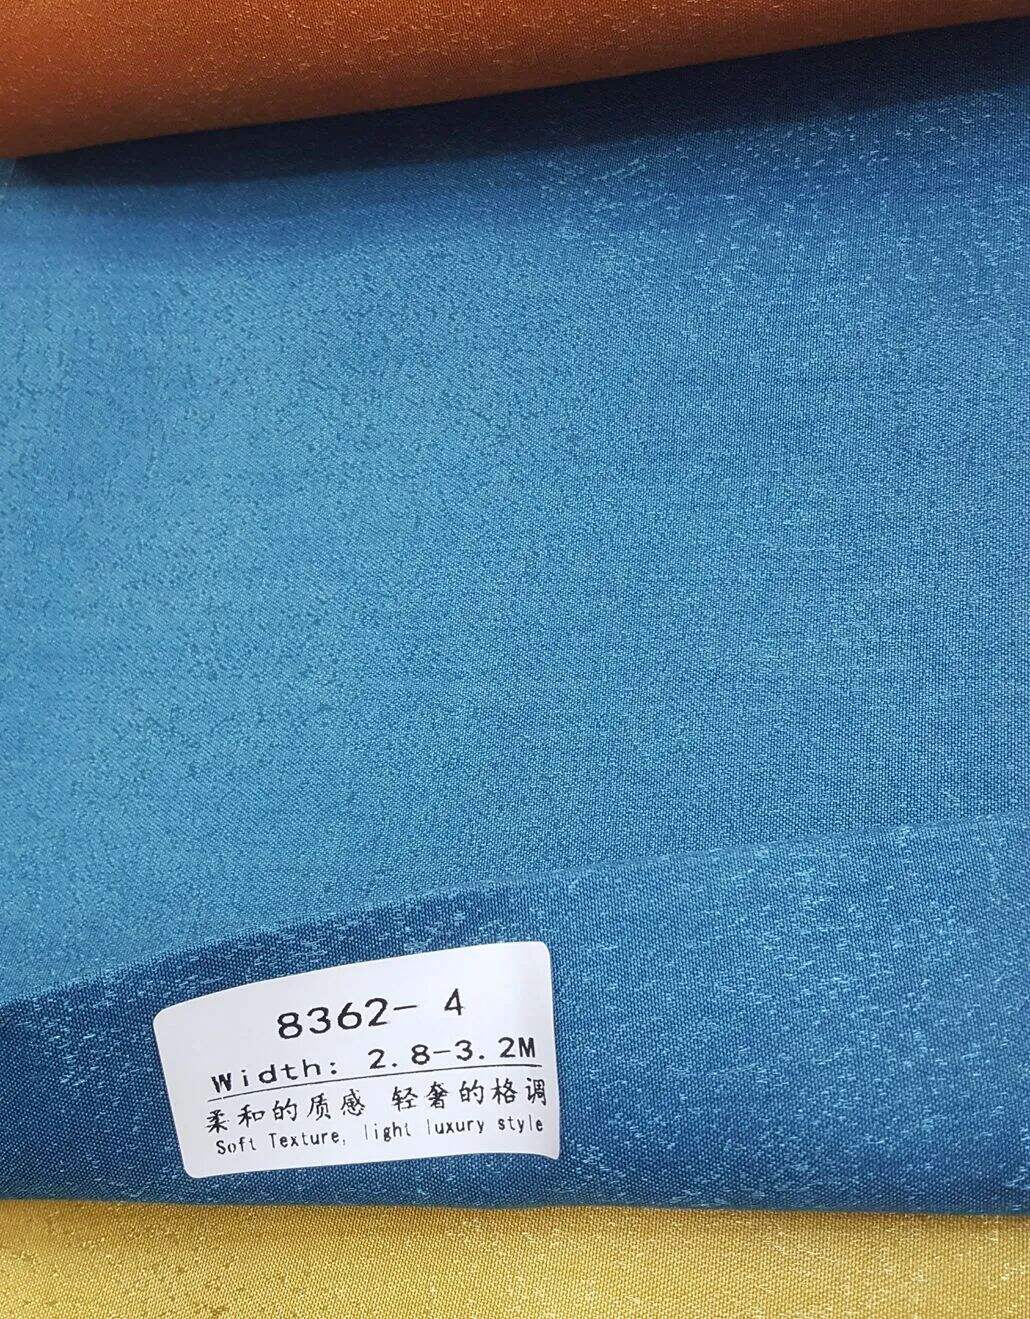 8362- 4
Width: 2.8-3.2M
柔和的质感 轻奢的格调
Soft Texture, light luxury style